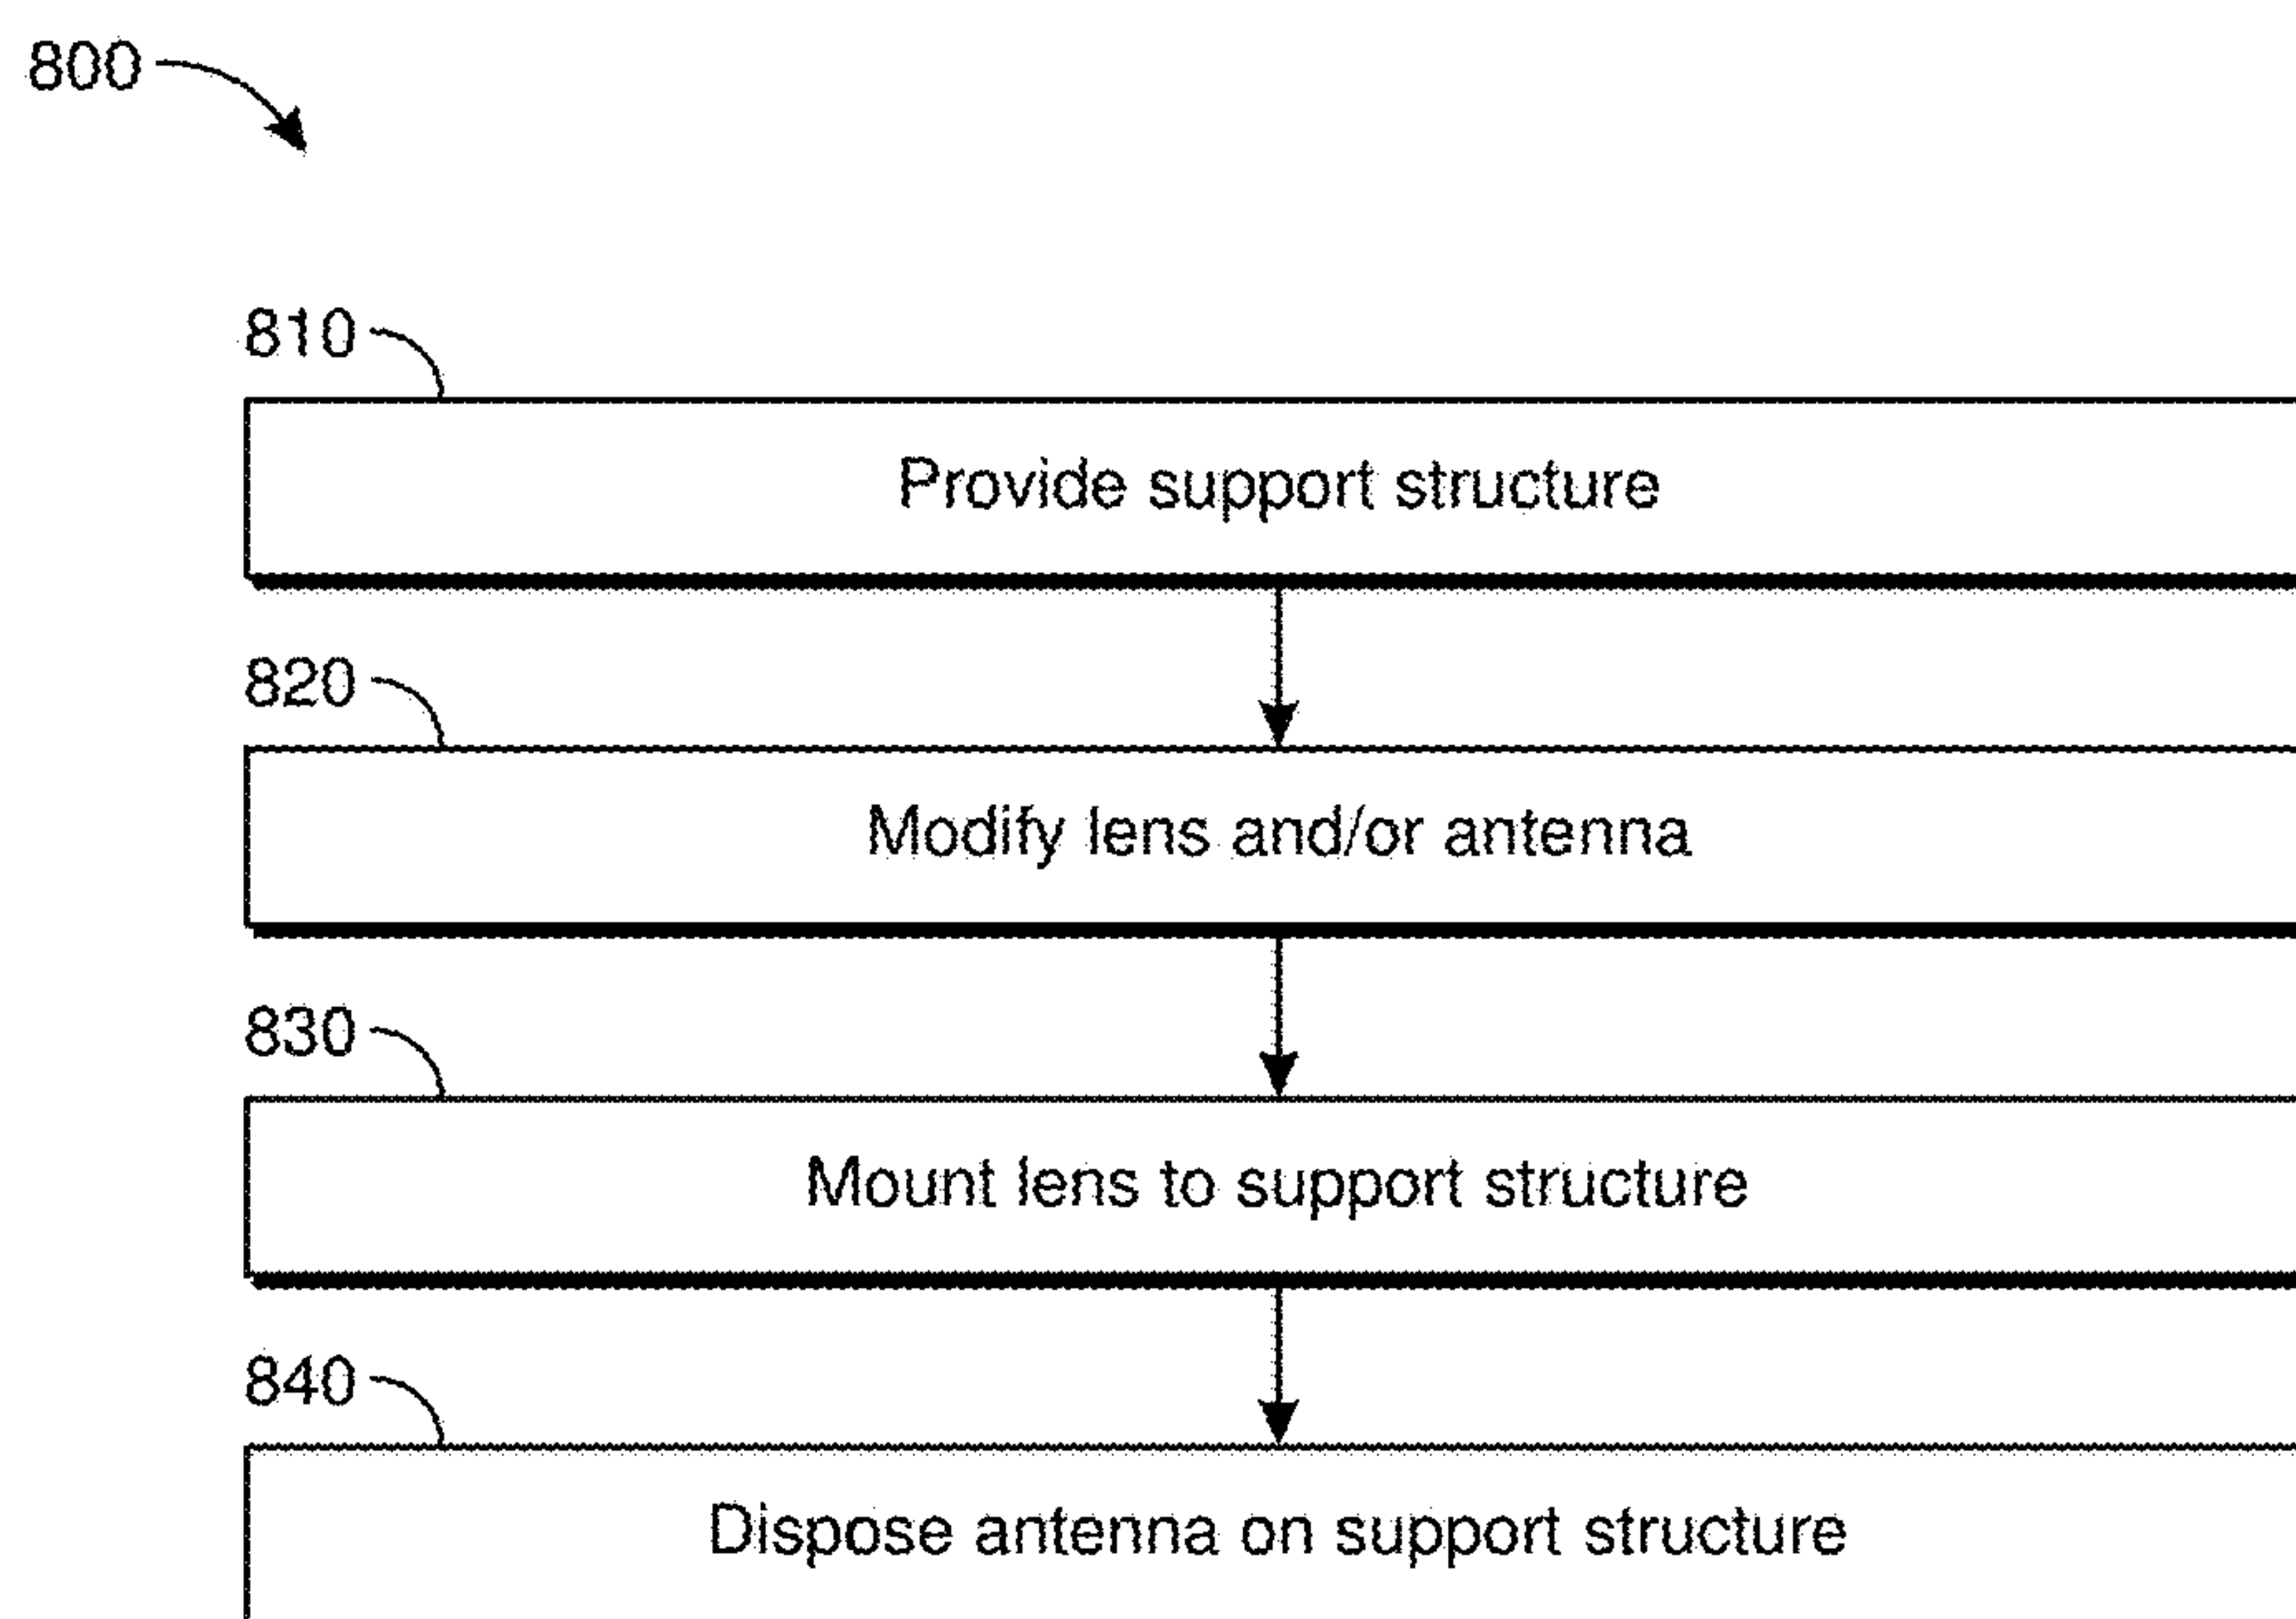 800
810
Provide support structure
820
Modify lens and/or antenna
830
Mount lens to support structure
840
Dispose antenna on support structure